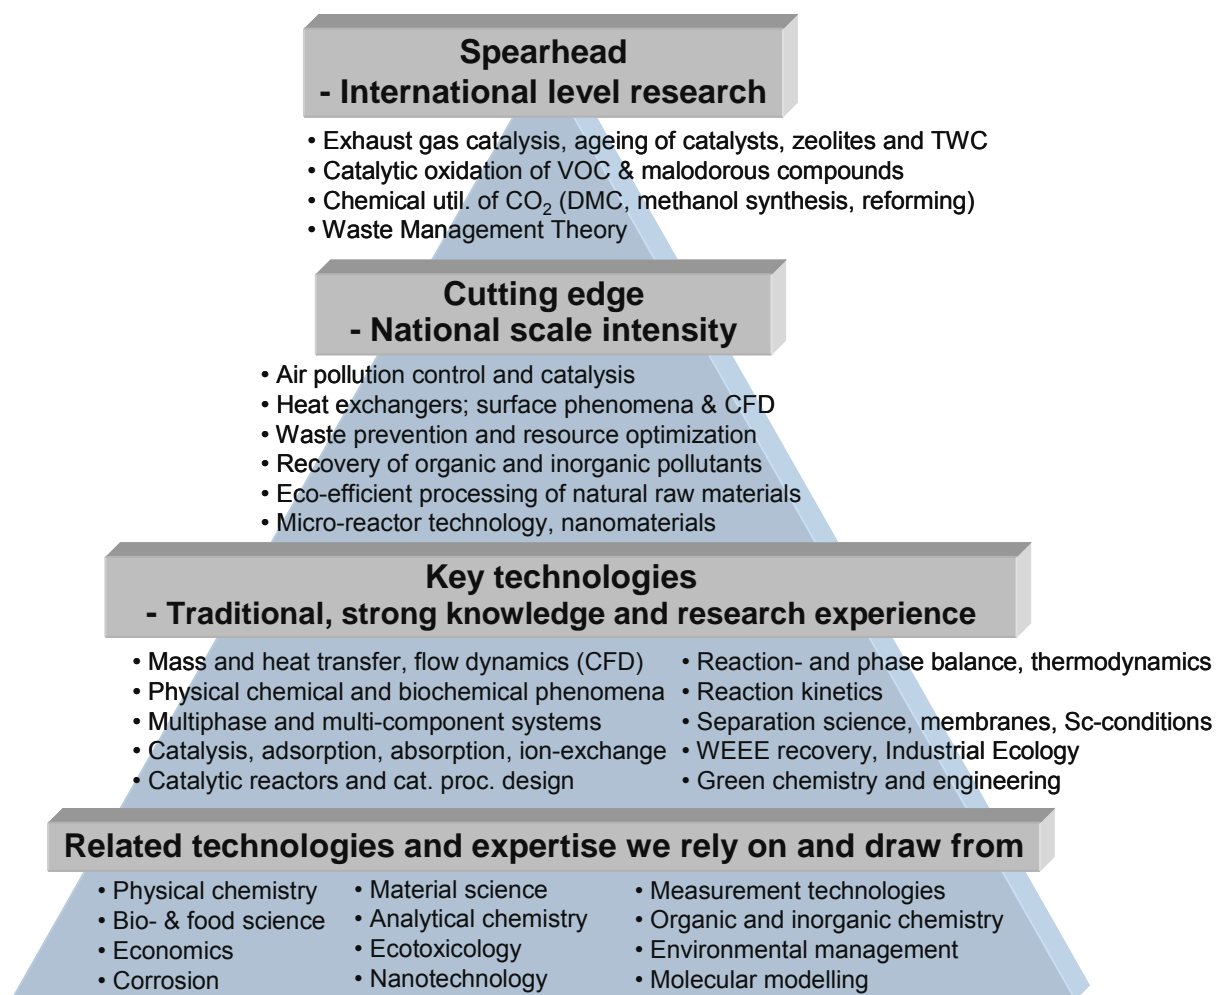 Spearhead
- International level research
• Exhaust gas catalysis, ageing of catalysts, zeolites and TWC
• Catalytic oxidation of VOC & malodorous compounds
• Chemical util. of CO₂ (DMC, methanol synthesis, reforming)
• Waste Management Theory
Cutting edge
- National scale intensity
• Air pollution control and catalysis
• Heat exchangers; surface phenomena & CFD
• Waste prevention and resource optimization
• Recovery of organic and inorganic pollutants
• Eco-efficient processing of natural raw materials
• Micro-reactor technology, nanomaterials
Key technologies
- Traditional, strong knowledge and research experience
• Mass and heat transfer, flow dynamics (CFD)
• Physical chemical and biochemical phenomena
• Multiphase and multi-component systems
• Catalysis, adsorption, absorption, ion-exchange
• Catalytic reactors and cat. proc. design
• Reaction- and phase balance, thermodynamics
• Reaction kinetics
• Separation science, membranes, Sc-conditions
• WEEE recovery, Industrial Ecology
• Green chemistry and engineering
Related technologies and expertise we rely on and draw from
• Physical chemistry
• Bio- & food science
• Economics
• Corrosion
• Material science
• Analytical chemistry
• Ecotoxicology
• Nanotechnology
• Measurement technologies
• Organic and inorganic chemistry
• Environmental management
• Molecular modelling